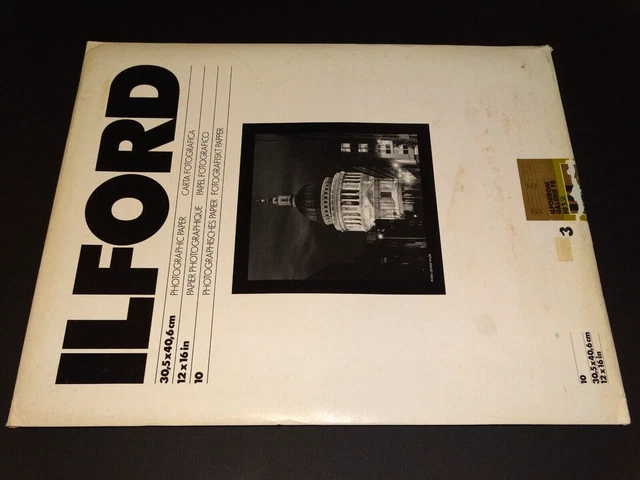 ILFORD
30,5x40,6cm
12x16in
10
PHOTOGRAPHIC PAPER
CARTA FOTOGRAFICA
PAPIER PHOTOGRAPHIQUE
PAPEL FOTOGRAFICO
PHOTOGRAPHISCHES PAPIER
FOTOGRAFISKT PAPPER
3
10
30,5x40,6cm
12x16in